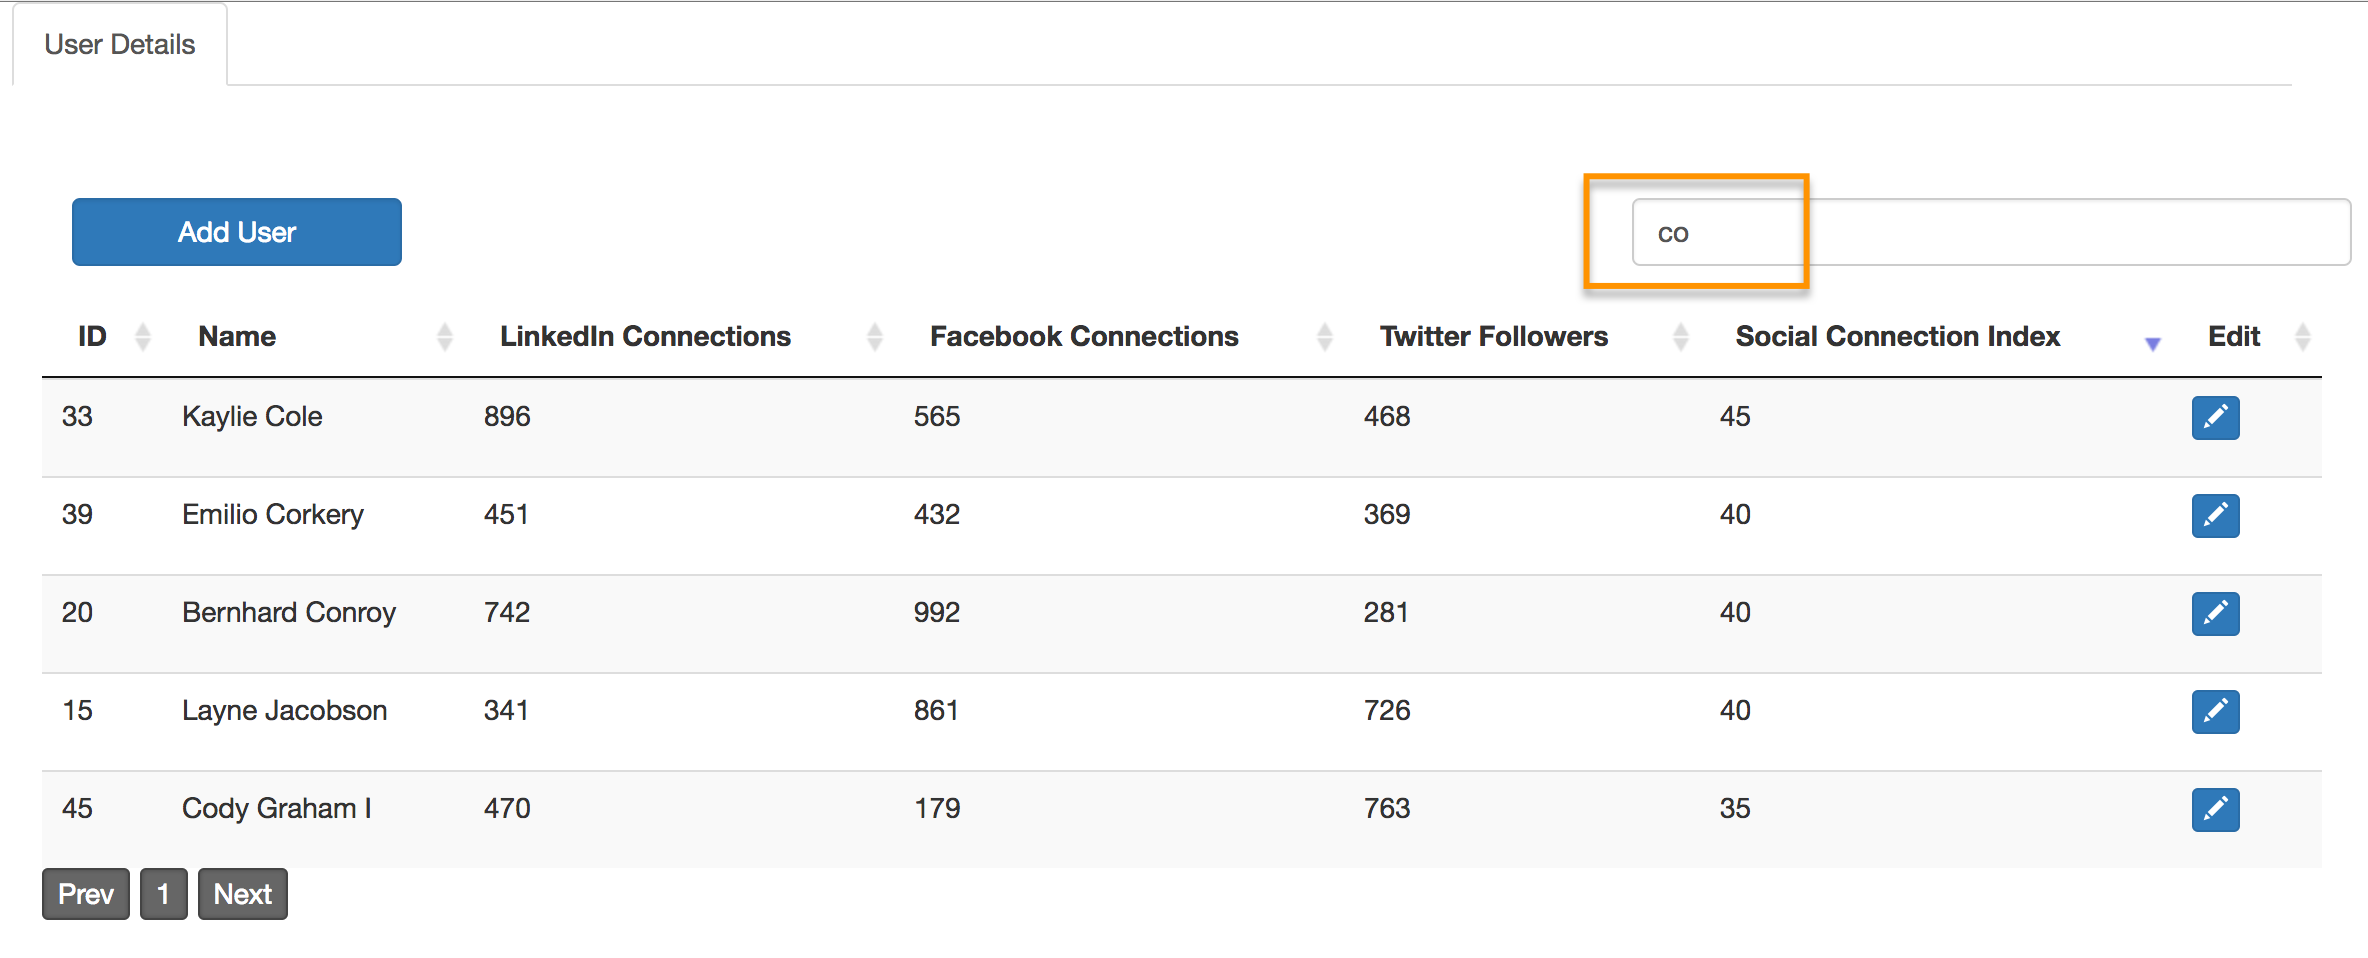 User Details
Add User
co
ID Name LinkedIn Connections Facebook Connections Twitter Followers Social Connection Index Edit
33 Kaylie Cole 896 565 468 45
39 Emilio Corkery 451 432 369 40
20 Bernhard Conroy 742 992 281 40
15 Layne Jacobson 341 861 726 40
45 Cody Graham I 470 179 763 35
Prev 1 Next